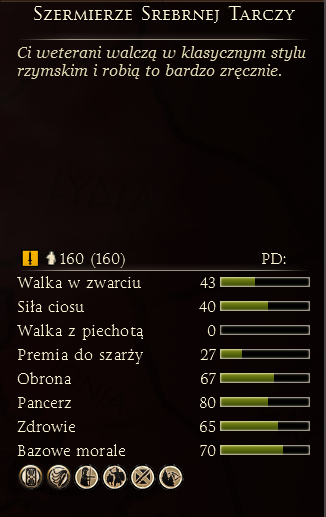 Szermierze Srebrnej Tarczy
Ci weterani walczą w klasycznym stylu
rzymskim i robią to bardzo zręcznie.
160 (160) PD:
Walka w zwarciu 43
Siła ciosu 40
Walka z piechotą 0
Premia do szarży 27
Obrona 67
Pancerz 80
Zdrowie 65
Bazowe morale 70